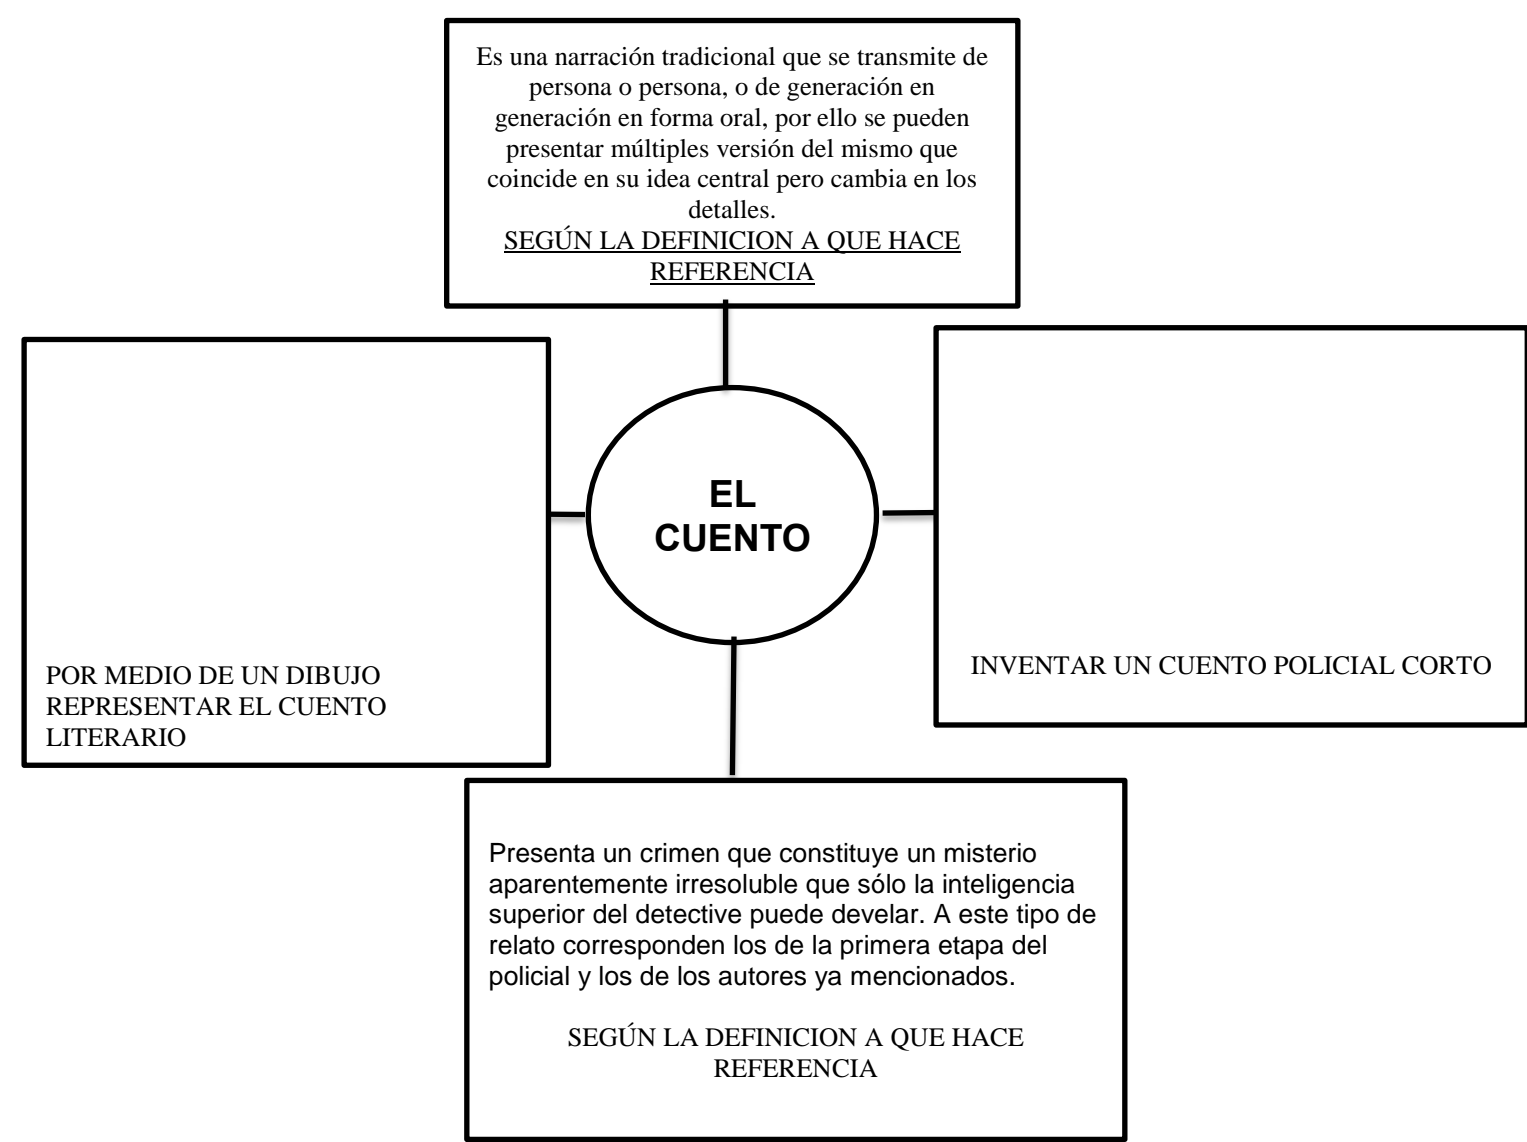 Es una narración tradicional que se transmite de
persona o persona, o de generación en
generación en forma oral, por ello se pueden
presentar múltiples versión del mismo que
coincide en su idea central pero cambia en los
detalles.
SEGÚN LA DEFINICION A QUE HACE
REFERENCIA
EL
CUENTO
POR MEDIO DE UN DIBUJO
REPRESENTAR EL CUENTO
LITERARIO
INVENTAR UN CUENTO POLICIAL CORTO
Presenta un crimen que constituye un misterio
aparentemente irresoluble que sólo la inteligencia
superior del detective puede develar. A este tipo de
relato corresponden los de la primera etapa del
policial y los de los autores ya mencionados.
SEGÚN LA DEFINICION A QUE HACE
REFERENCIA